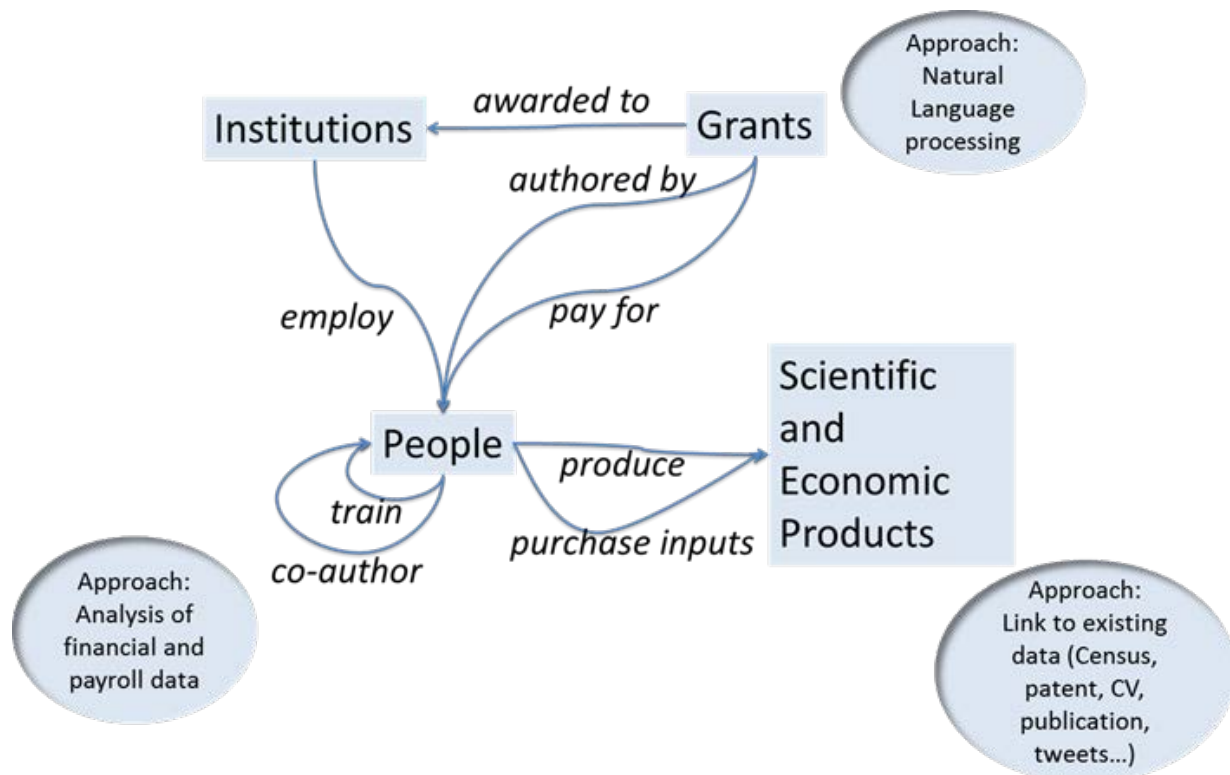 Approach:
Natural
Language
processing
awarded to
Institutions
Grants
authored by
employ
pay for
People
Scientific
and
Economic
Products
produce
train
purchase inputs
co-author
Approach:
Analysis of
financial and
payroll data
Approach:
Link to existing
data (Census,
patent, CV,
publication,
tweets...)